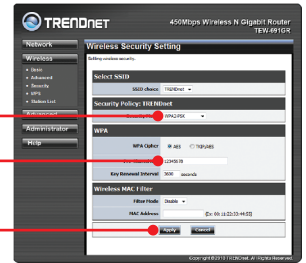 TRENDNET
450Mbps Wireless N Gigabit Router
TEW-691GR
Network
Wireless
• Basic
• Advanced
• Security
• WPS
• Station List
Advanced
Administrator
Help
Wireless Security Setting
Setting wireless security.
Select SSID
SSID choice TRENDnet
Security Policy: TRENDnet
Security Mode WPA2-PSK
WPA
WPA Cipher AES TKIP/AES
12345678
Key Renewal Interval 3600 seconds
Wireless MAC Filter
Filter Mode Disable
MAC Address (Ex: 00:11:22:33:44:55)
Apply Cancel
Copyright © 2010 TRENDnet. All Rights Reserved.